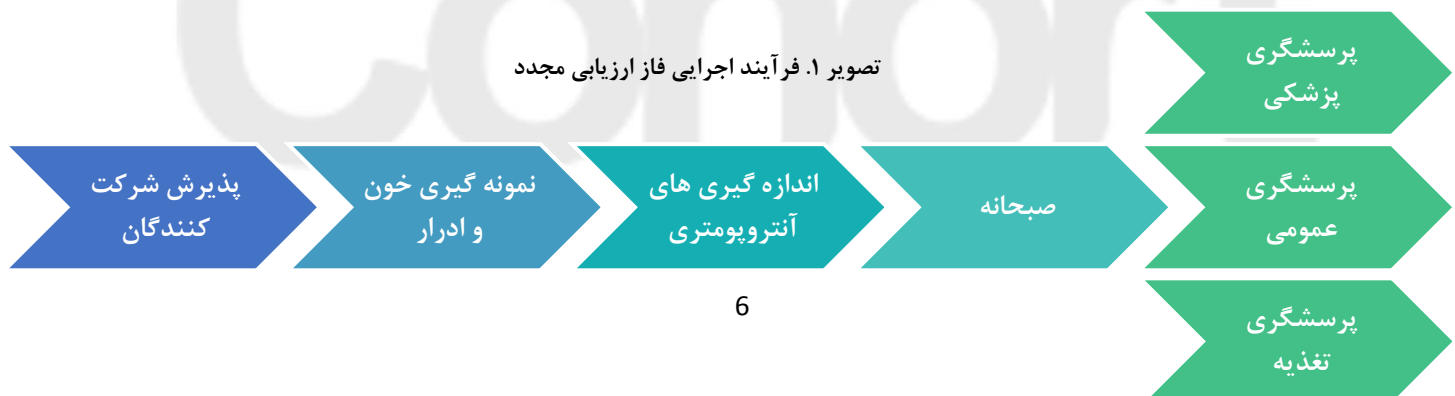 Cohort
تصویر ۱. فرآیند اجرایی فاز ارزیابی مجدد
پذیرش شرکت
کنندگان
نمونه گیری خون
و ادرار
اندازه گیری های
آنتروپومتری
صبحانه
پرسشگری
پزشکی
پرسشگری
عمومی
پرسشگری
تغذیه
6